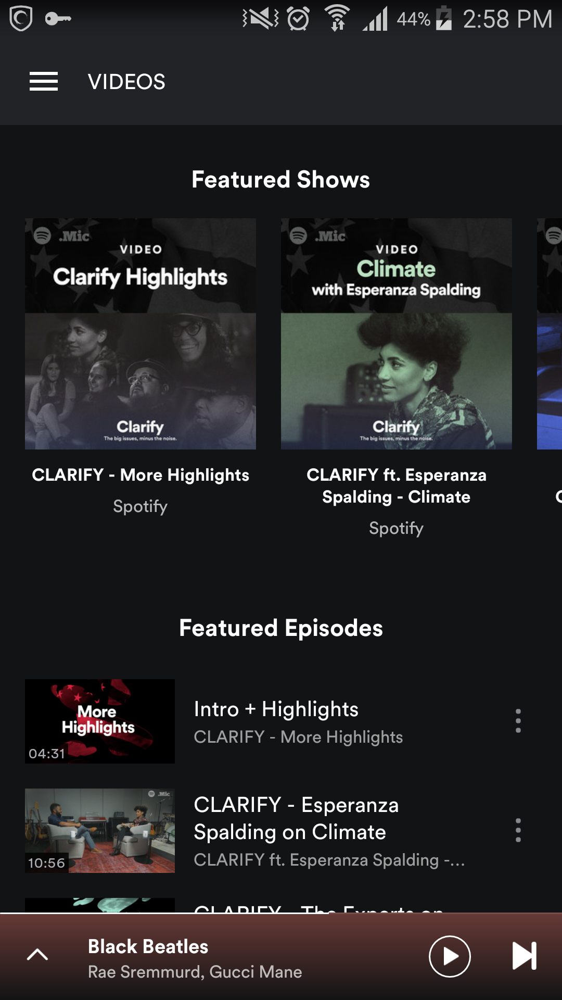 44% 2:58 PM
VIDEOS
Featured Shows
.Mic
VIDEO
Clarify Highlights
Clarify
The big issues, minus the noise.
.Mic
VIDEO
Climate
with Esperanza Spalding
Clarify
The big issues, minus the noise.
CLARIFY - More Highlights
Spotify
CLARIFY ft. Esperanza
Spalding - Climate
Spotify
C
Featured Episodes
More
Highlights
04:31
Intro + Highlights
CLARIFY - More Highlights
.Mic
10:56
CLARIFY - Esperanza
Spalding on Climate
CLARIFY ft. Esperanza Spalding -...
CLARIFY - The Experts on
Black Beatles
Rae Sremmurd, Gucci Mane